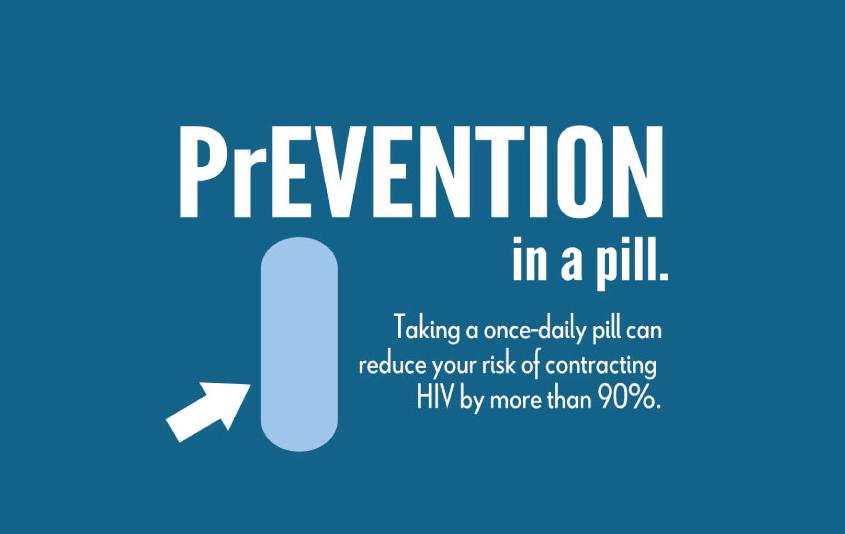 PrEVENTION
in a pill.
Taking a once-daily pill can
reduce your risk of contracting
HIV by more than 90%.